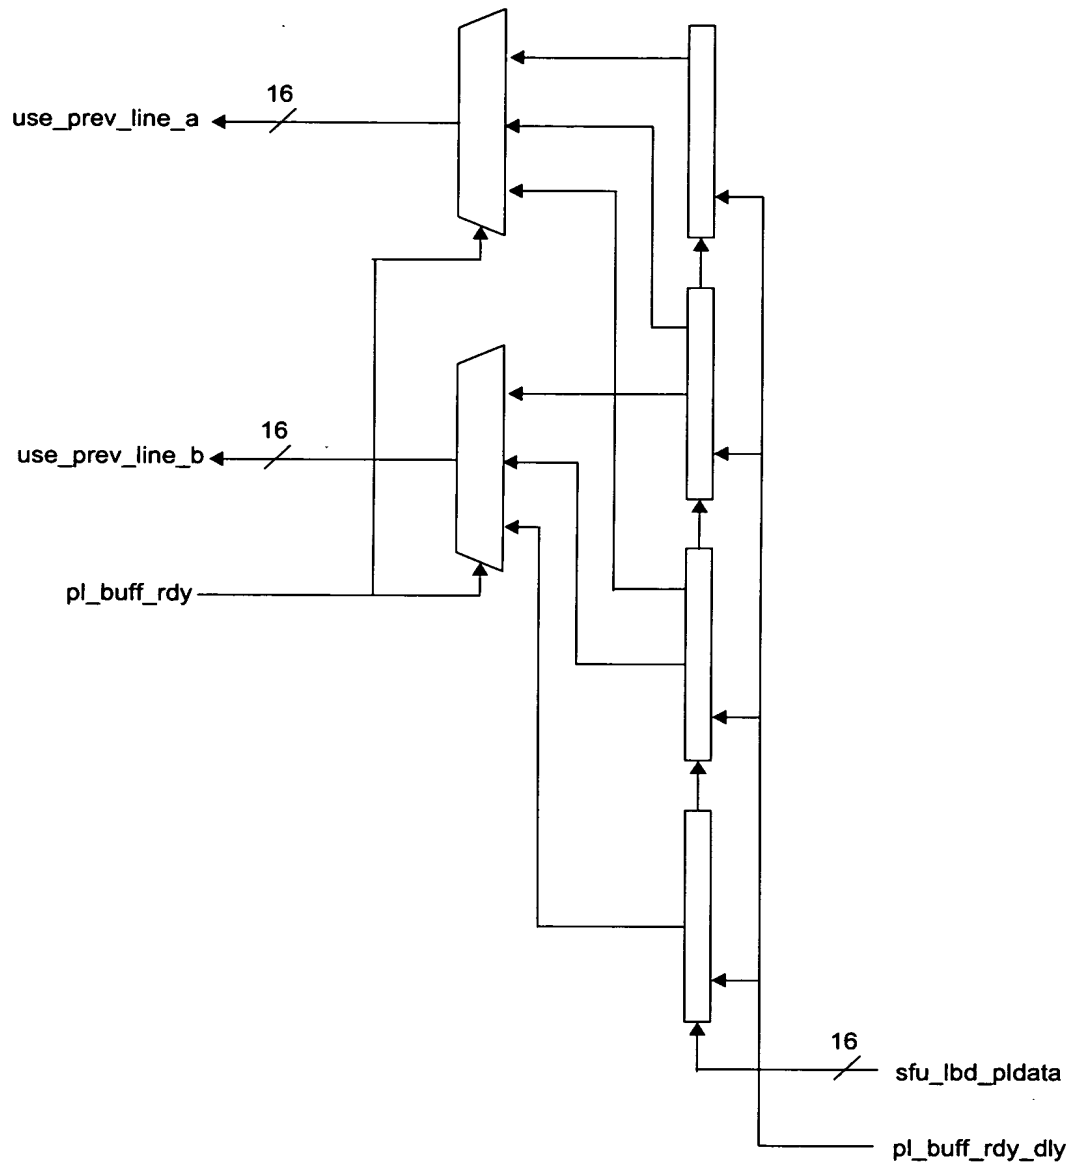 16
use_prev_line_a
16
use_prev_line_b
pl_buff_rdy
16
sfu_lbd_pldata
pl_buff_rdy_dly